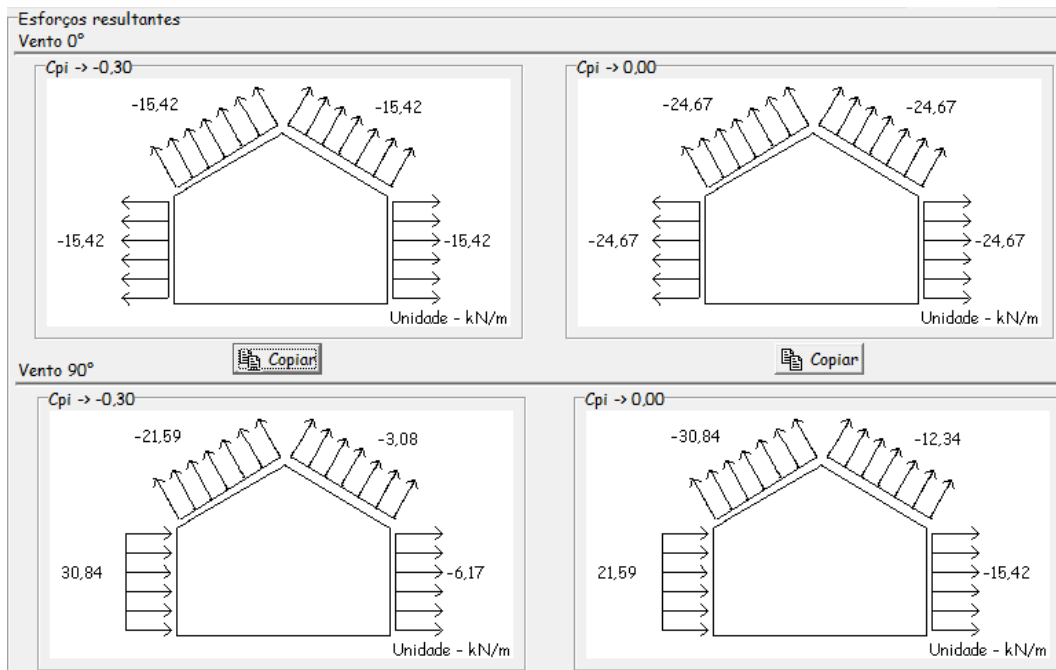 Esforços resultantes
Vento 0°
Cpi -> -0,30
-15,42
-15,42
-15,42
-15,42
Unidade - kN/m
Copiar
Cpi -> 0,00
-24,67
-24,67
-24,67
-24,67
Unidade - kN/m
Copiar
Vento 90°
Cpi -> -0,30
-21,59
-3,08
30,84
-6,17
Unidade - kN/m
Cpi -> 0,00
-30,84
-12,34
21,59
-15,42
Unidade - kN/m